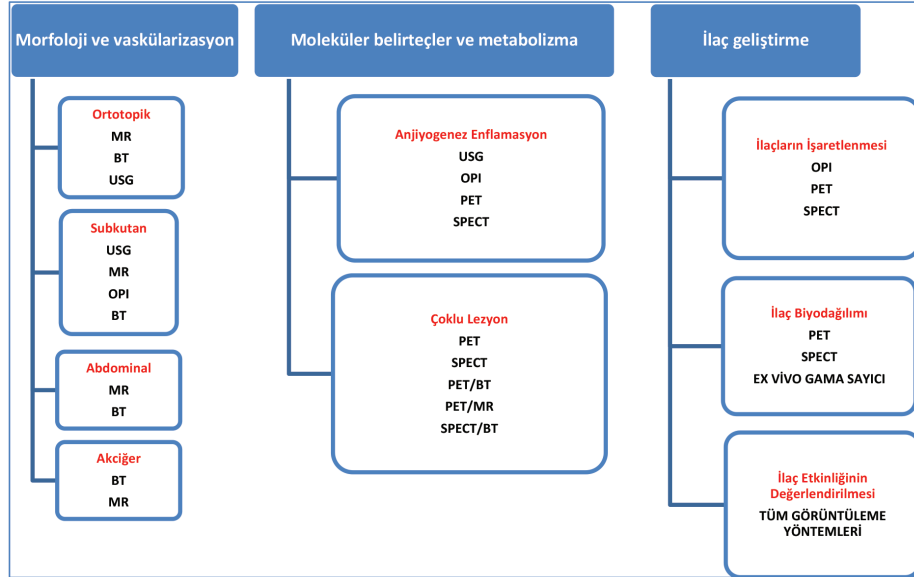 Morfoloji ve vaskülarizasyon
Ortotopik
MR
BT
USG
Subkutan
USG
MR
OPI
BT
Abdominal
MR
BT
Akciğer
BT
MR
Moleküler belirteçler ve metabolizma
Anjiyogenez Enflamasyon
USG
OPI
PET
SPECT
Çoklu Lezyon
PET
SPECT
PET/BT
PET/MR
SPECT/BT
İlaç geliştirme
İlaçların İşaretlenmesi
OPI
PET
SPECT
İlaç Biyodağılımı
PET
SPECT
EX VİVO GAMA SAYICI
İlaç Etkinliğinin
Değerlendirilmesi
TÜM GÖRÜNTÜLEME
YÖNTEMLERİ